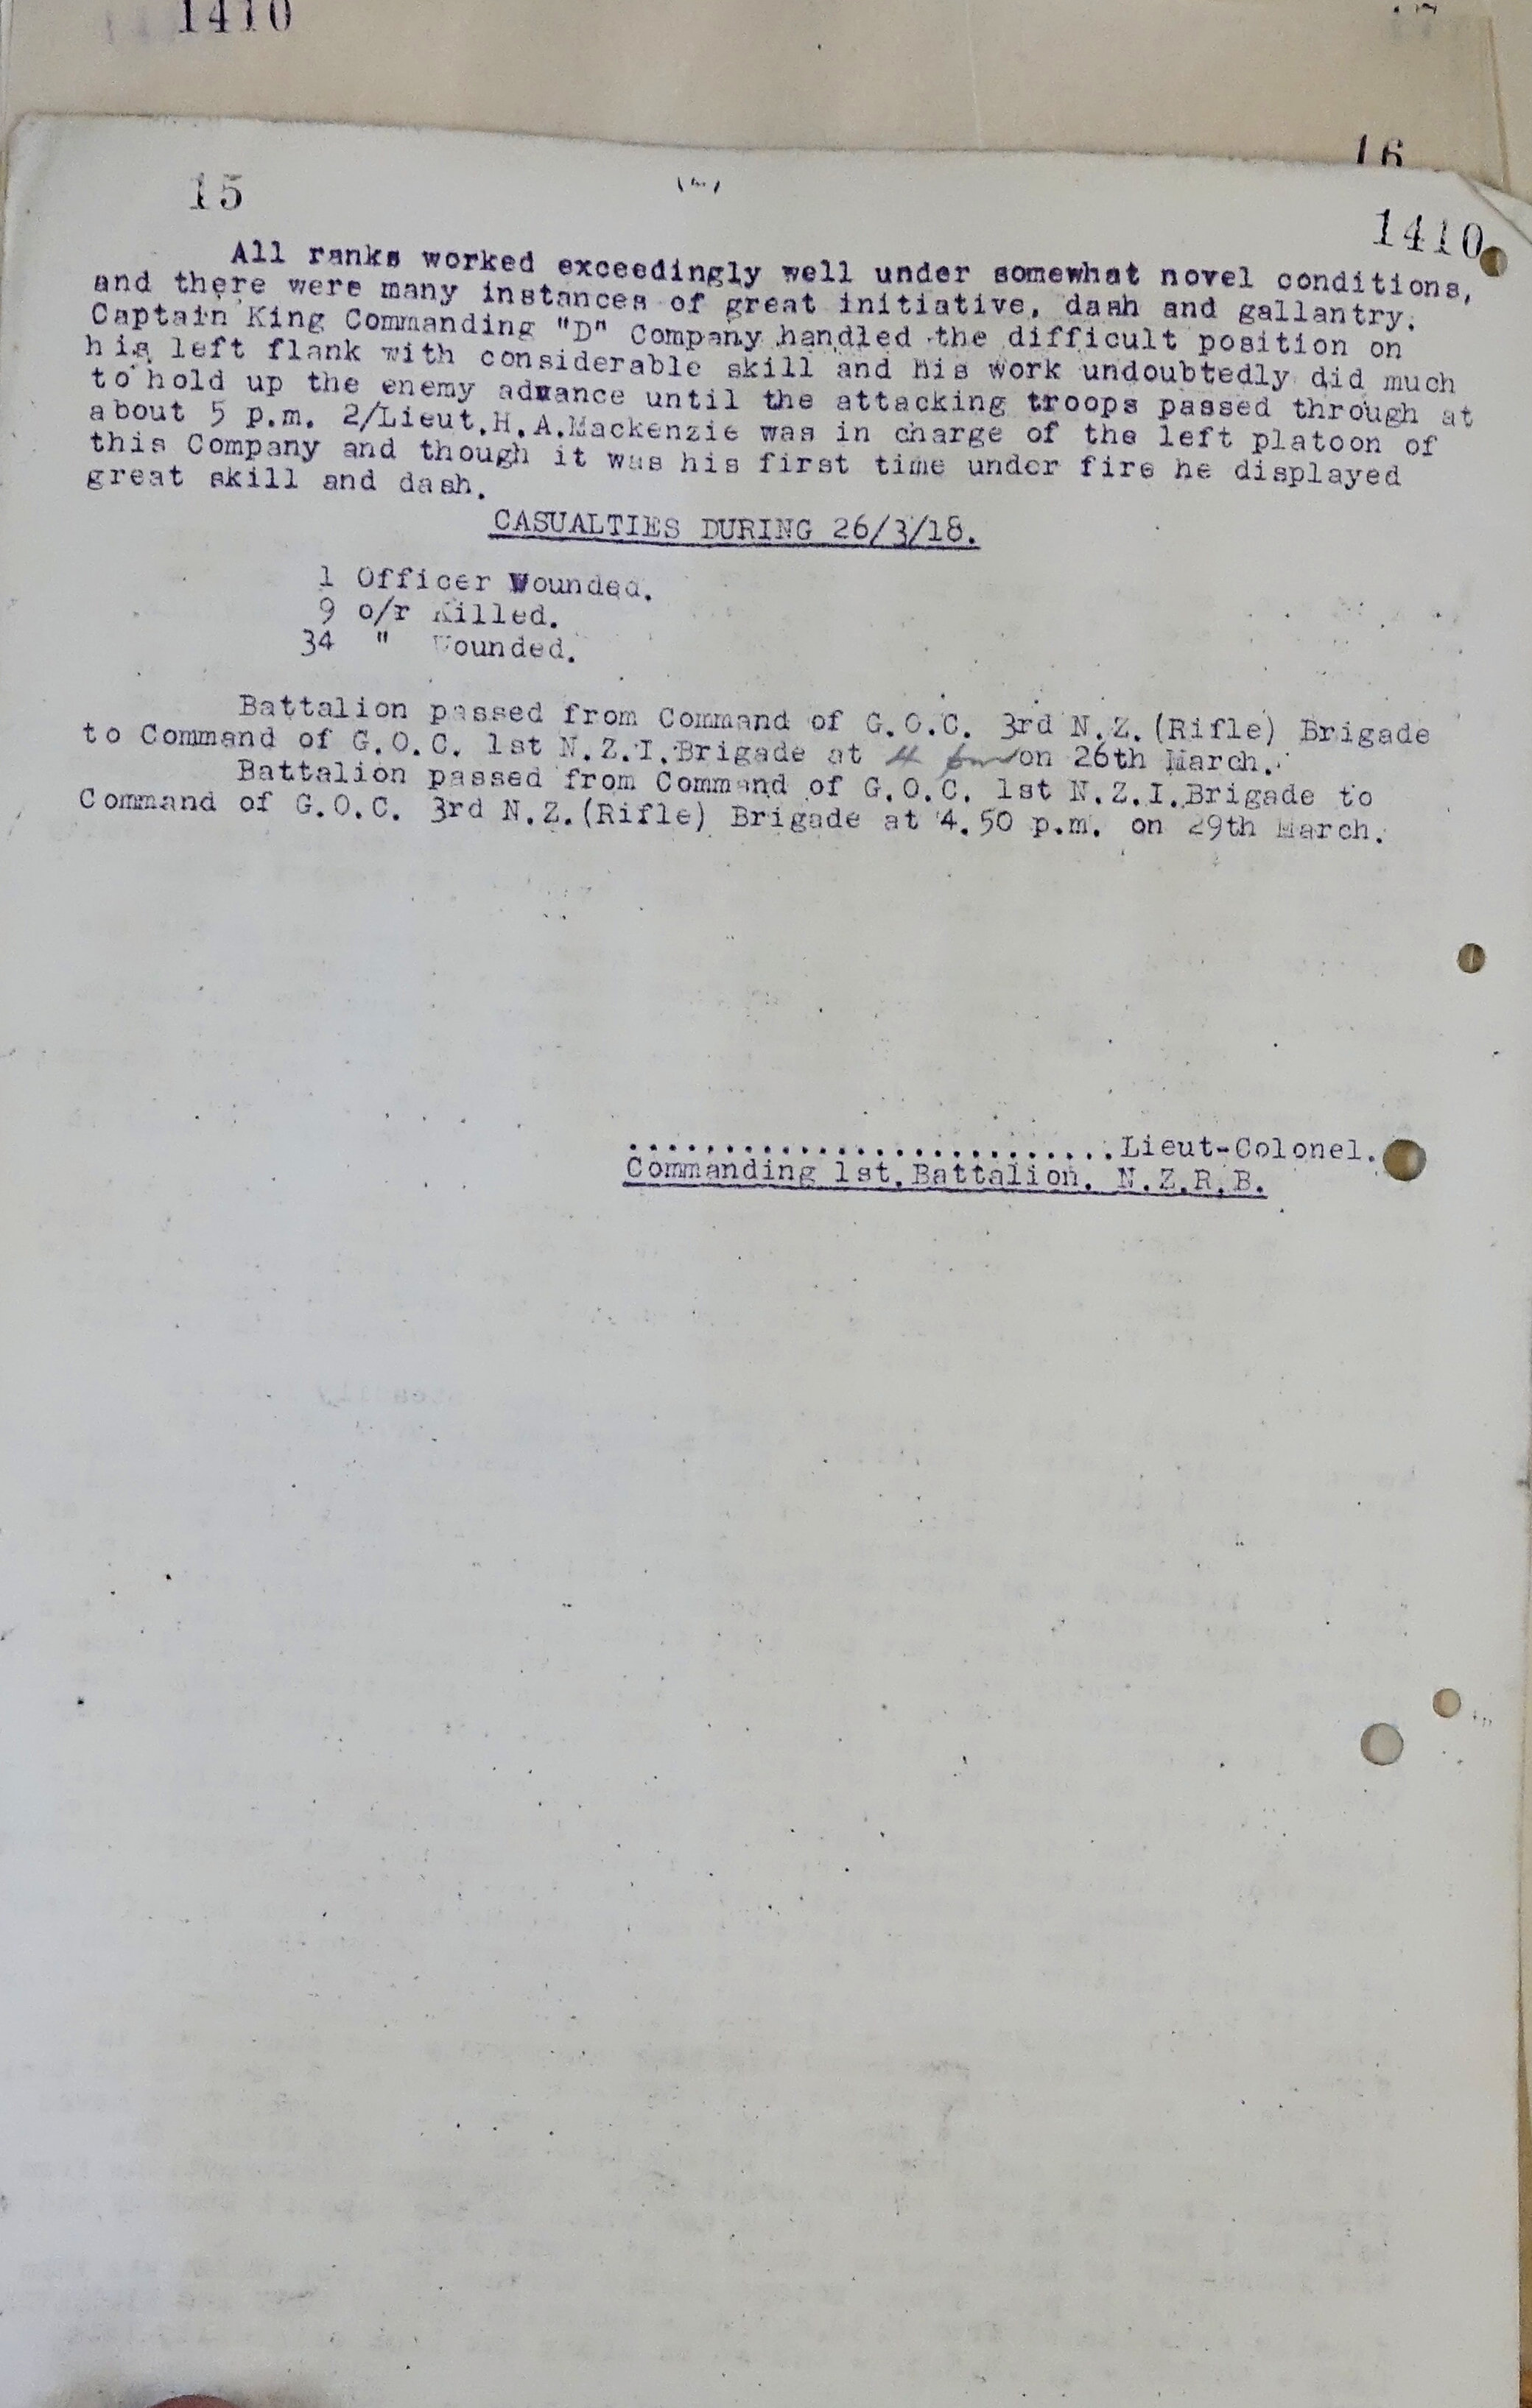 1410
16
15
1410
All ranks worked exceedingly well under somewhat novel conditions,
and there were many instances of great initiative, dash and gallantry.
Captain King Commanding "D" Company handled the difficult position on
his left flank with considerable skill and his work undoubtedly did much
to hold up the enemy advance until the attacking troops passed through at
about 5 p.m. 2/Lieut.H.A.Mackenzie was in charge of the left platoon of
this Company and though it was his first time under fire he displayed
great skill and dash.
CASUALTIES DURING 26/3/18.
1 Officer Wounded.
9 o/r Killed.
34 " Wounded.
Battalion passed from Command of G.O.C. 3rd N.Z.(Rifle) Brigade
to Command of G.O.C. 1st N.Z.I.Brigade at 4 pm on 26th March.
Battalion passed from Command of G.O.C. 1st N.Z.I.Brigade to
Command of G.O.C. 3rd N.Z.(Rifle) Brigade at 4.50 p.m. on 29th March.
..........................Lieut-Colonel.
Commanding 1st.Battalion. N.Z.R.B.